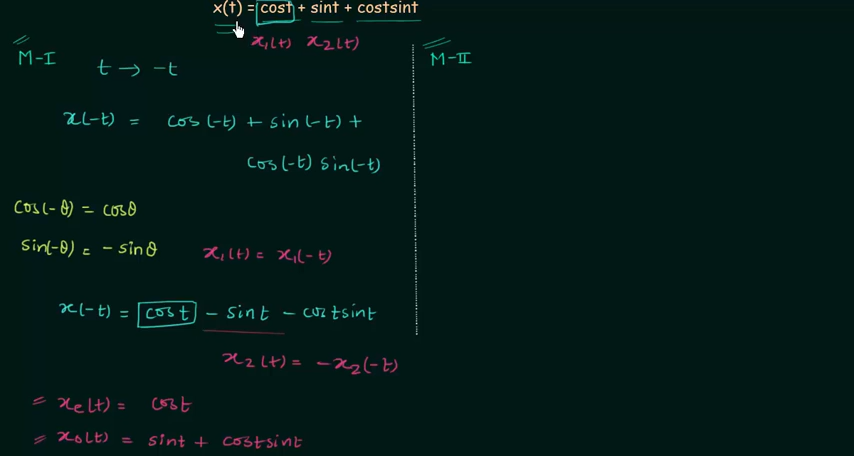 x(t) = cost + sint + costsint
x₁(t) x₂(t)
M-I
t → -t
x(-t) = cos(-t) + sin(-t) +
cos(-t) sin(-t)
cos(-θ) = cosθ
sin(-θ) = - sinθ
x₁(t) = x₁(-t)
x(-t) = cost - sint - costsint
x₂(t) = -x₂(-t)
= xe(t) = cost
= xo(t) = sint + costsint
M-II